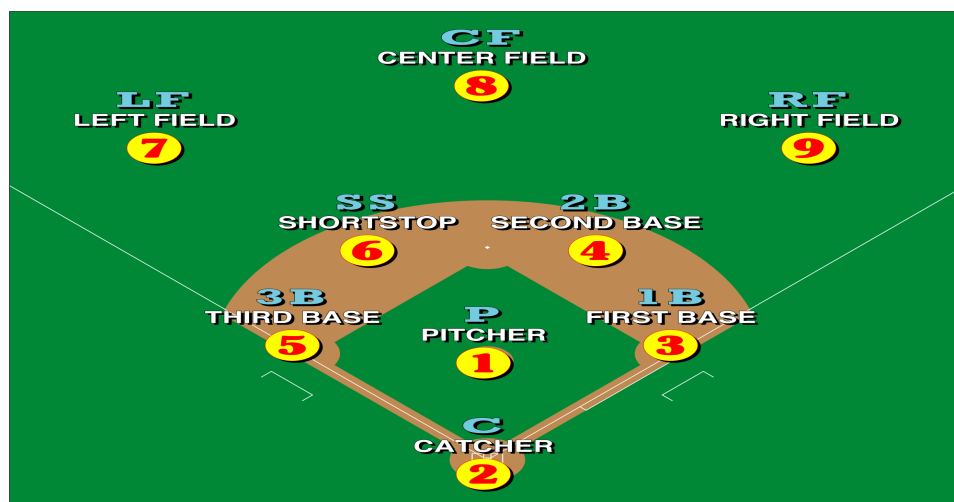 CF
CENTER FIELD
8
LF
LEFT FIELD
7
RF
RIGHT FIELD
9
SS
SHORTSTOP
6
2B
SECOND BASE
4
3B
THIRD BASE
5
P
PITCHER
1
1B
FIRST BASE
3
C
CATCHER
2